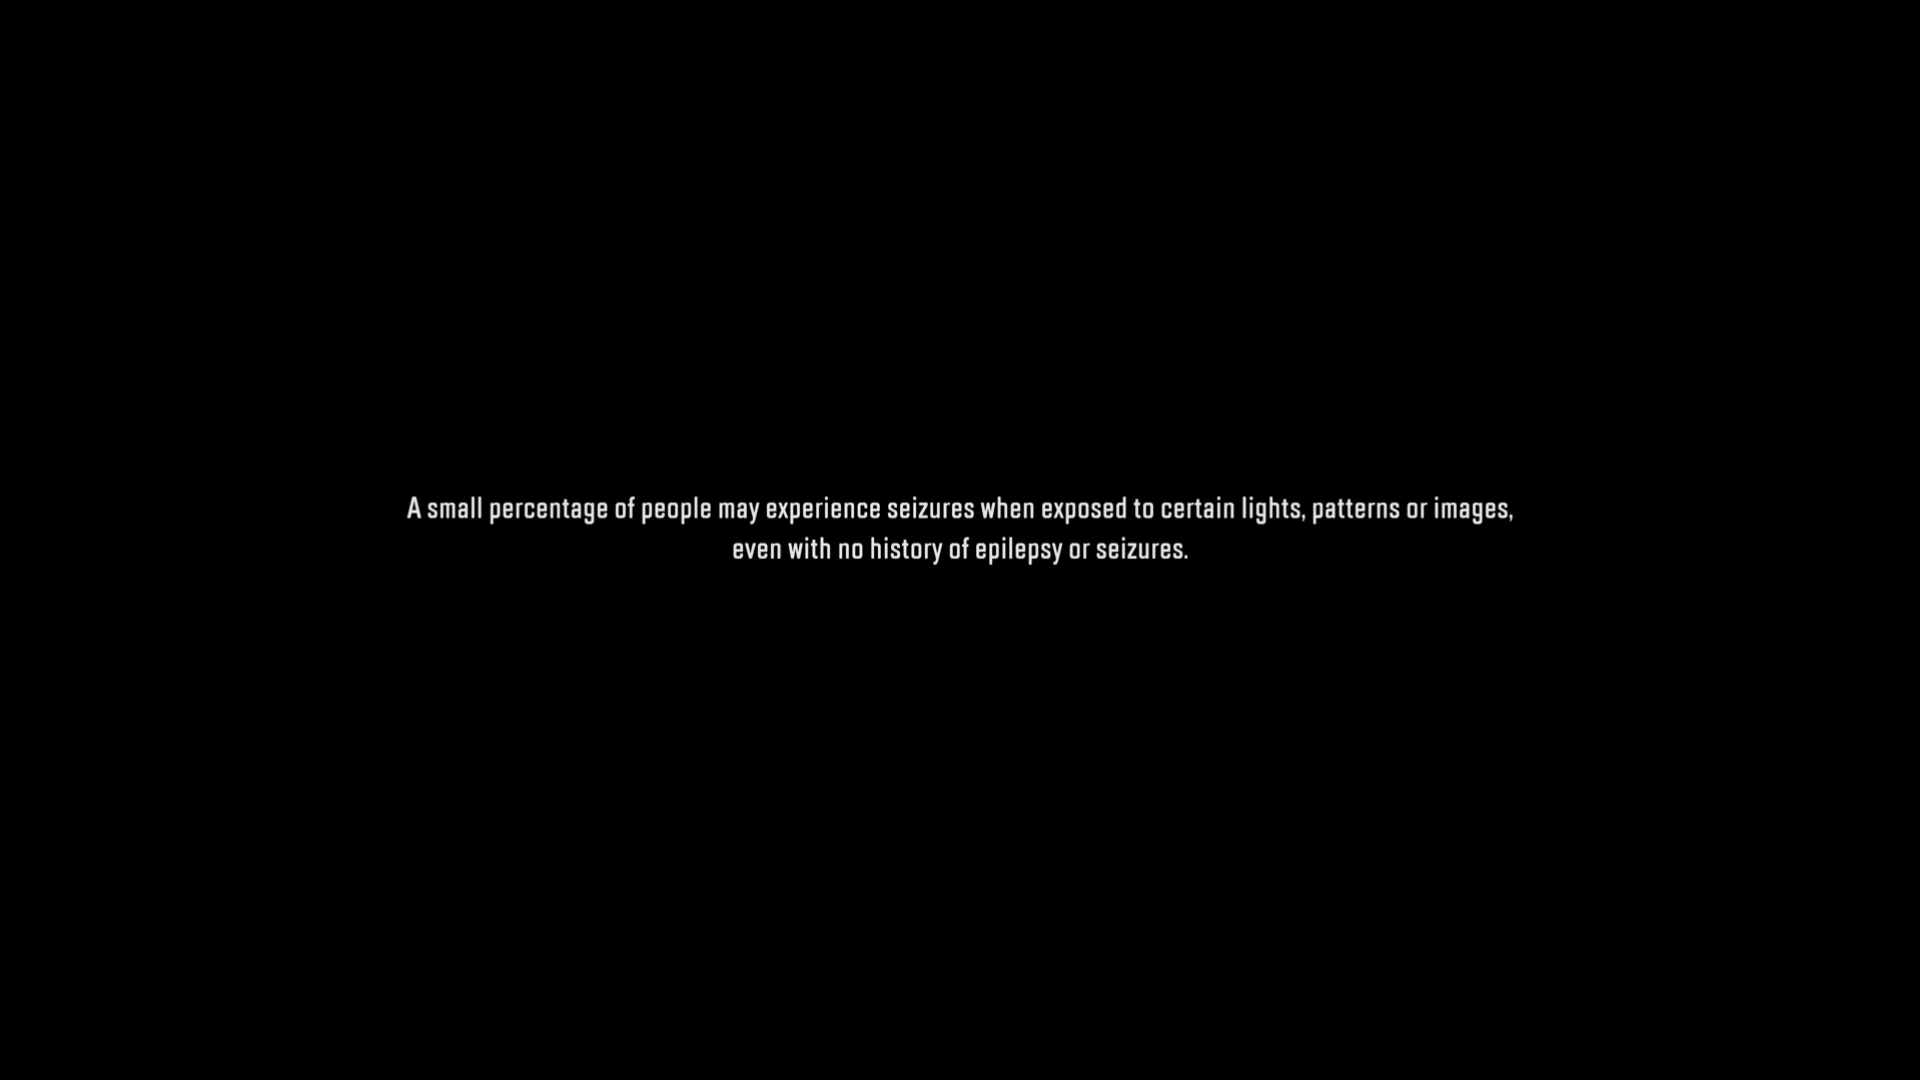 A small percentage of people may experience seizures when exposed to certain lights, patterns or images,
even with no history of epilepsy or seizures.